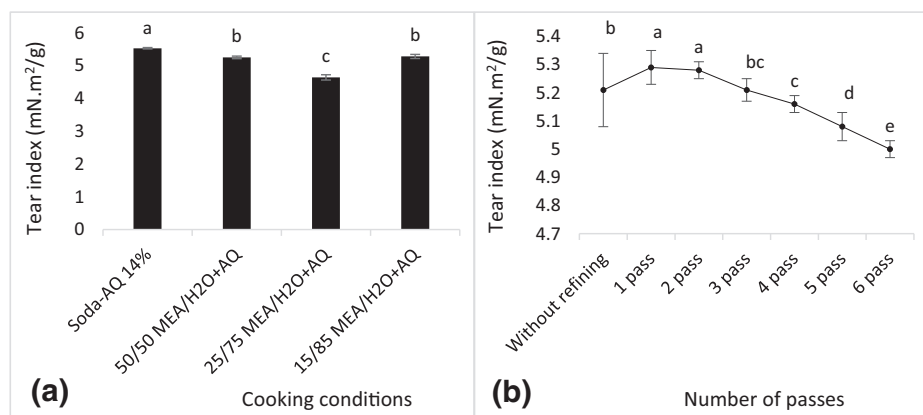 Tear index (mN.m²/g)
6
5
4
3
2
1
0
a
b
c
b
Soda-AQ 14%
50/50 MEA/H2O+AQ
25/75 MEA/H2O+AQ
15/85 MEA/H2O+AQ
(a)
Cooking conditions
Tear index (mN.m²/g)
5.4
5.3
5.2
5.1
5
4.9
4.8
4.7
b
a
a
bc
c
d
e
Without refining
1 pass
2 pass
3 pass
4 pass
5 pass
6 pass
(b)
Number of passes